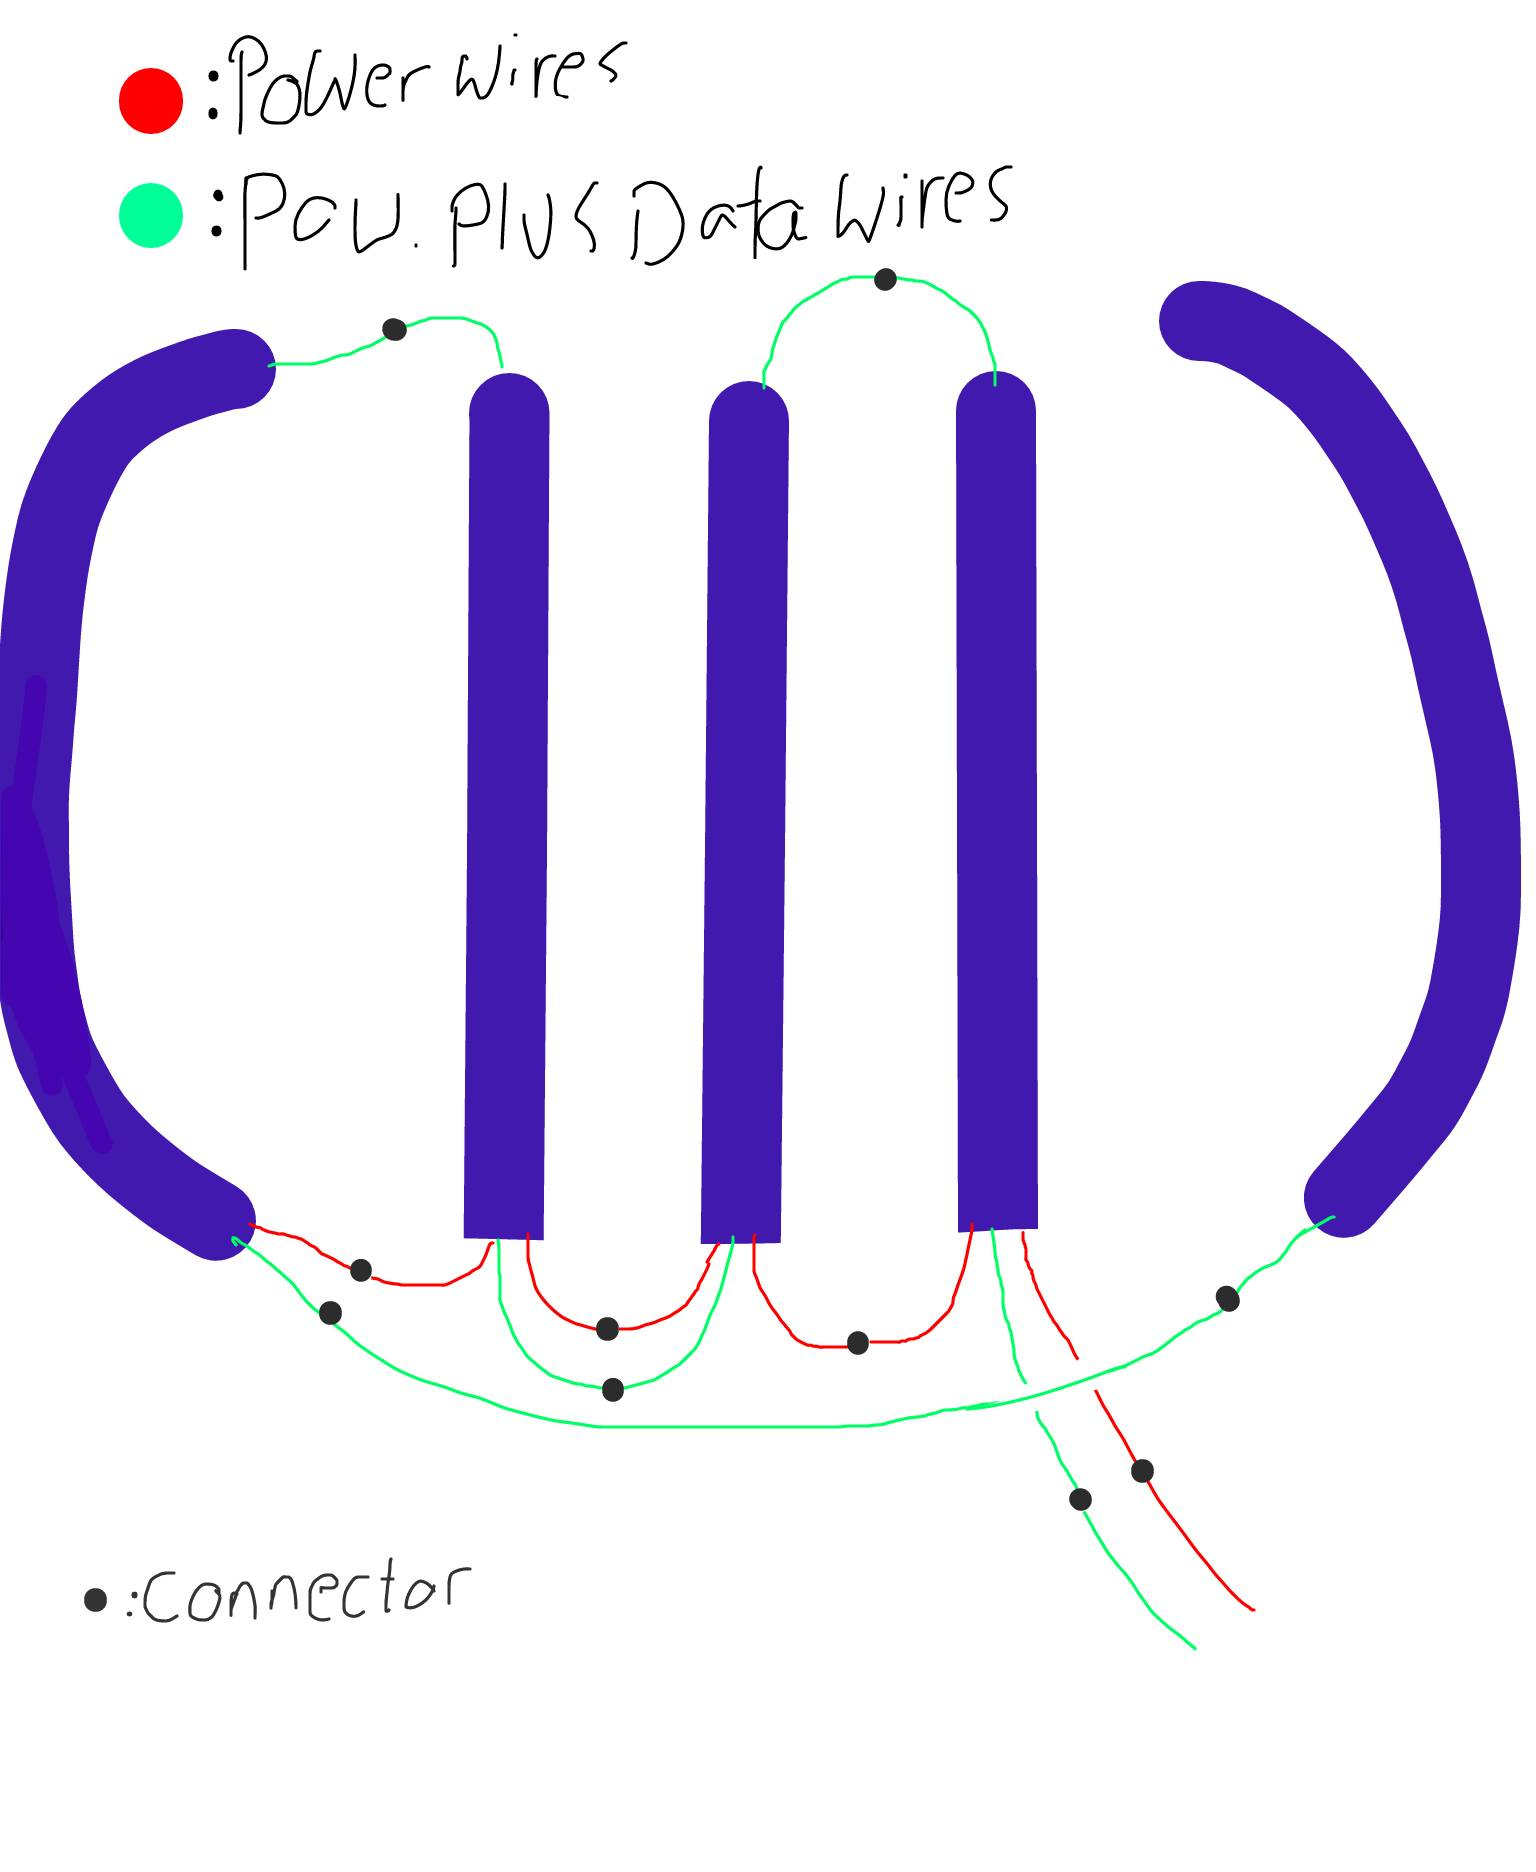 :Power Wires
:Pow. Plus Data Wires
:Connector